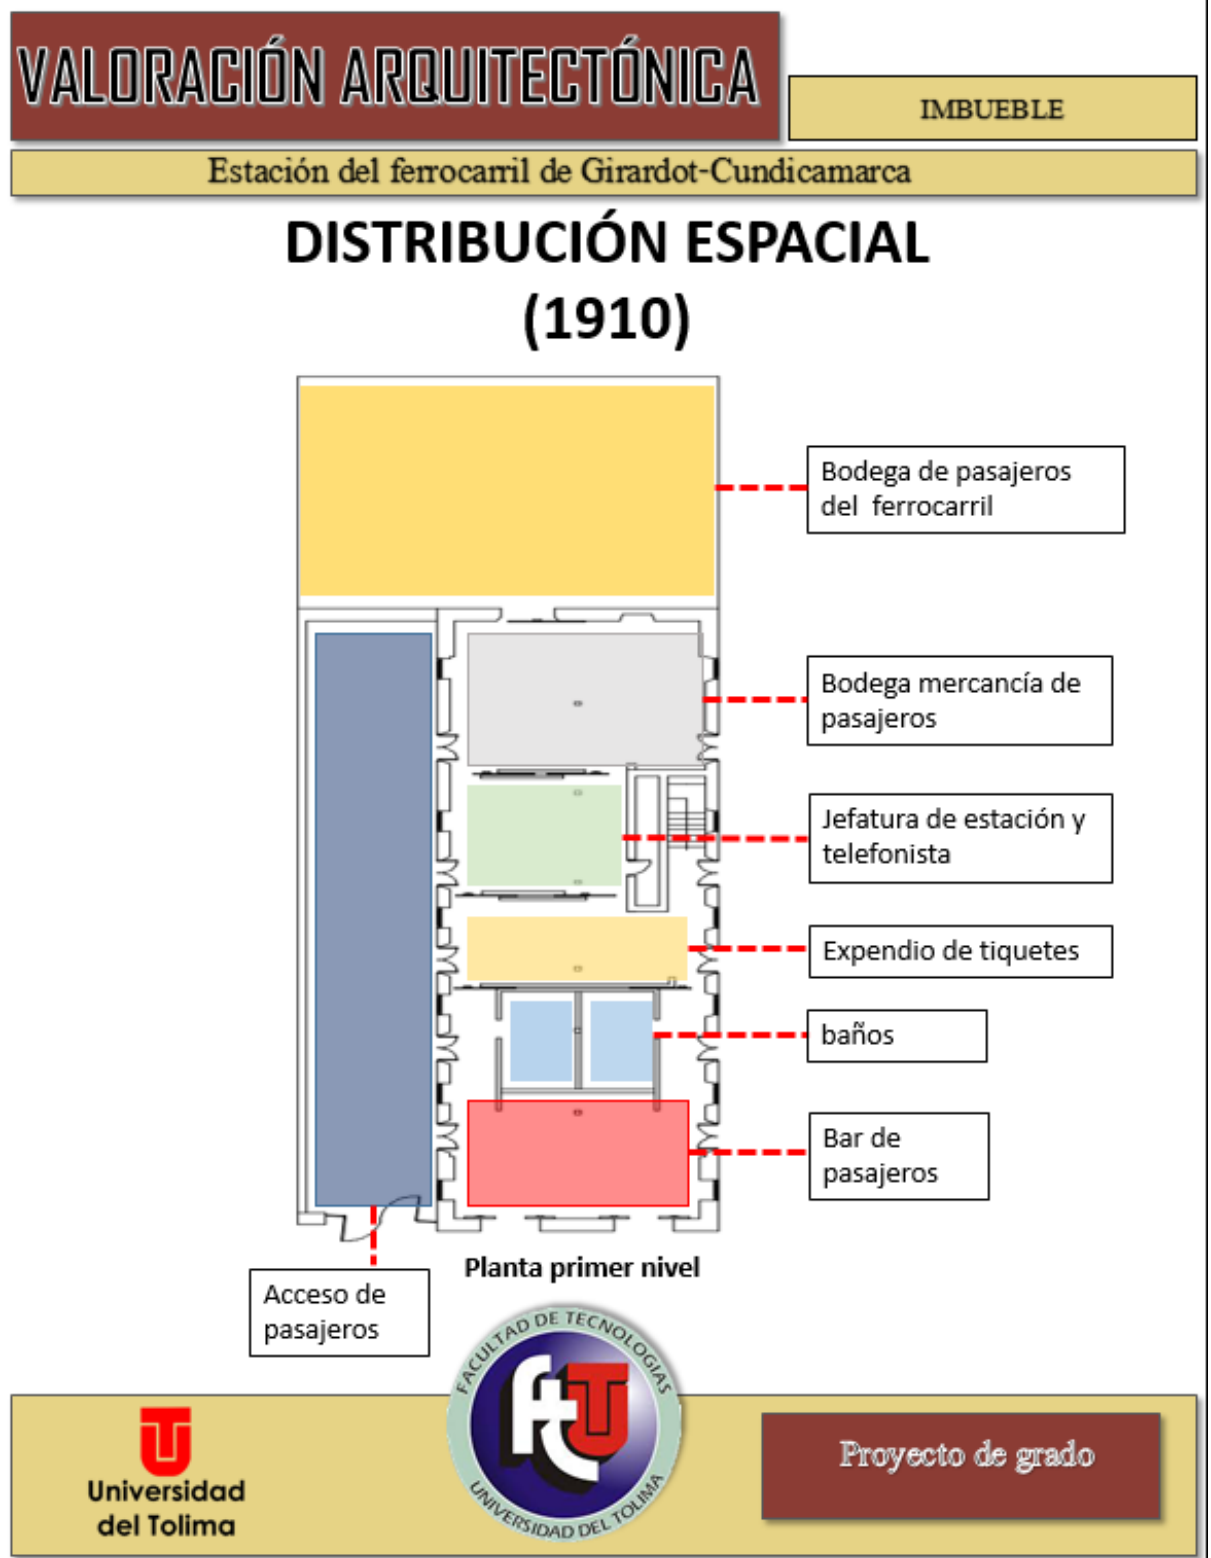 VALORACIÓN ARQUITECTÓNICA
IMBUEBLE
Estación del ferrocarril de Girardot-Cundicamarca
DISTRIBUCIÓN ESPACIAL
(1910)
Bodega de pasajeros
del ferrocarril
Bodega mercancía de
pasajeros
Jefatura de estación y
telefonista
Expendio de tiquetes
baños
Bar de
pasajeros
Planta primer nivel
Acceso de
pasajeros
FACULTAD DE TECNOLOGIAS
ftU
UNIVERSIDAD DEL TOLIMA
Universidad
del Tolima
Proyecto de grado